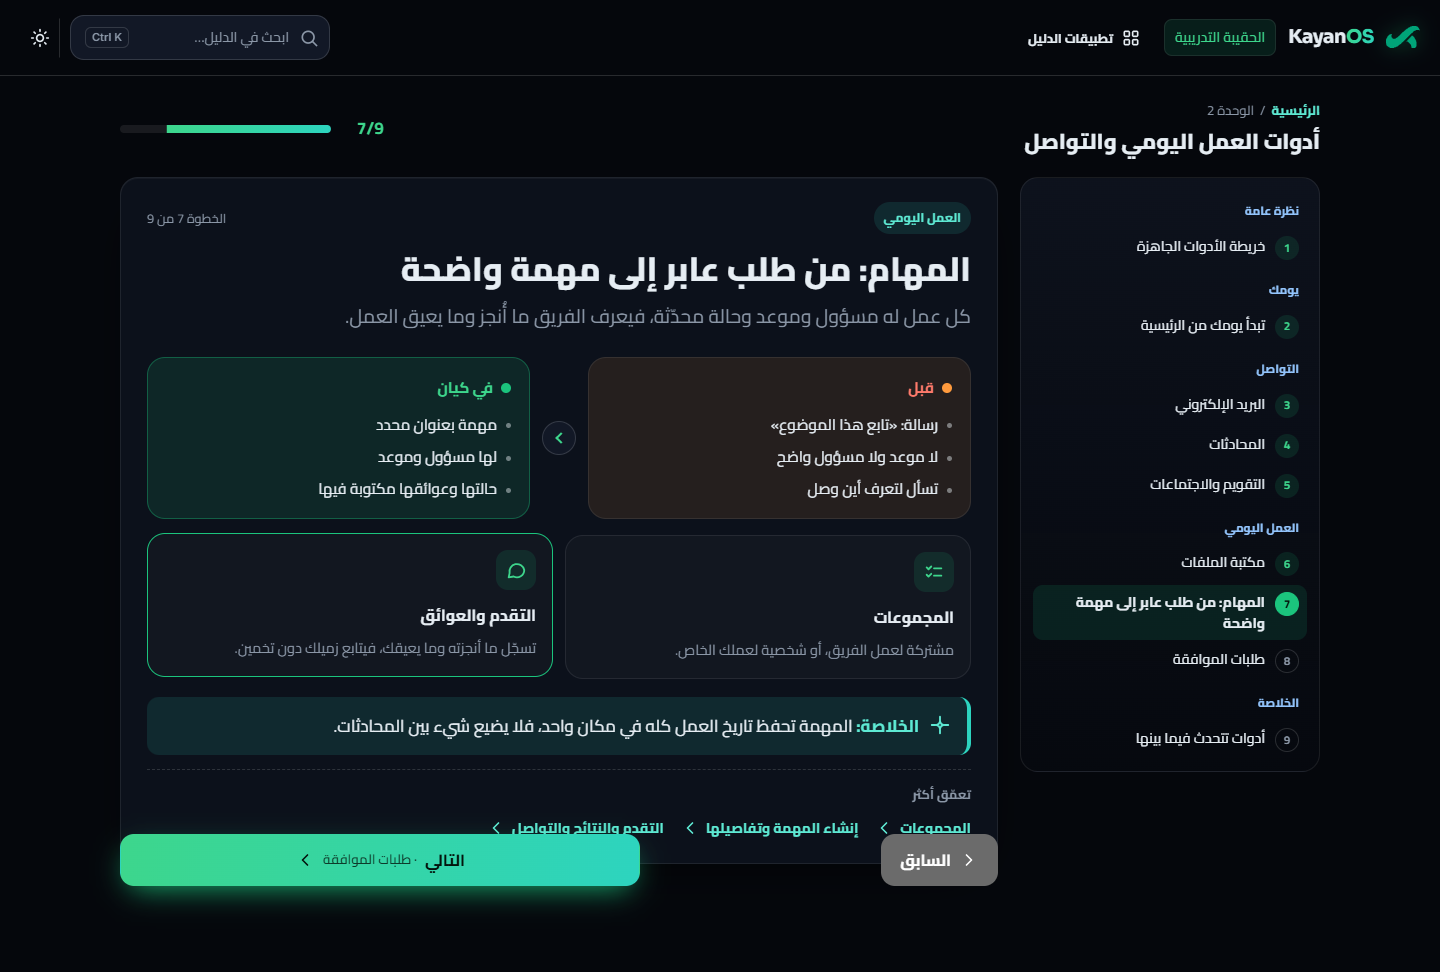 KayanOS
الحقيبة التدريبية
تطبيقات الدليل
ابحث في الدليل...
Ctrl K
الرئيسية / الوحدة 2
أدوات العمل اليومي والتواصل
7/9
نظرة عامة
1 خريطة الأدوات الجاهزة
يومك
2 تبدأ يومك من الرئيسية
التواصل
3 البريد الإلكتروني
4 المحادثات
5 التقويم والاجتماعات
العمل اليومي
6 مكتبة الملفات
7 المهام: من طلب عابر إلى مهمة
واضحة
8 طلبات الموافقة
الخلاصة
9 أدوات تتحدث فيما بينها
العمل اليومي
الخطوة 7 من 9
المهام: من طلب عابر إلى مهمة واضحة
كل عمل له مسؤول وموعد وحالة محدّثة، فيعرف الفريق ما أُنجز وما يعيق العمل.
قبل
رسالة: «تابع هذا الموضوع»
لا موعد ولا مسؤول واضح
تسأل لتعرف أين وصل
في كيان
مهمة بعنوان محدد
لها مسؤول وموعد
حالتها وعوائقها مكتوبة فيها
المجموعات
مشتركة لعمل الفريق، أو شخصية لعملك الخاص.
التقدم والعوائق
تسجّل ما أنجزته وما يعيقك، فيتابع زميلك دون تخمين.
الخلاصة: المهمة تحفظ تاريخ العمل كله في مكان واحد، فلا يضيع شيء بين المحادثات.
تعمّق أكثر
المجموعات
إنشاء المهمة وتفاصيلها
التقدم والنتائج والتواصل
السابق
التالي · طلبات الموافقة